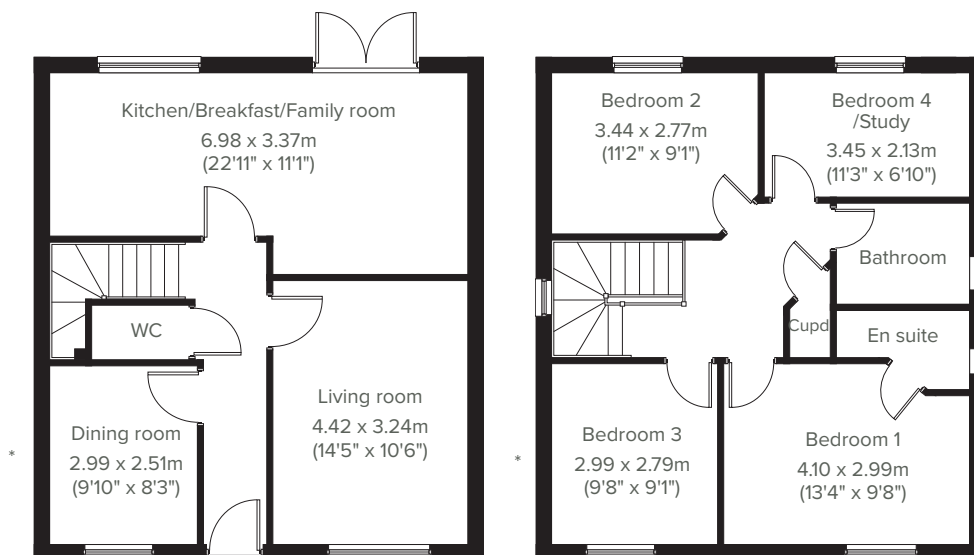 Kitchen/Breakfast/Family room
6.98 x 3.37m
(22'11" x 11'1")
WC
Living room
4.42 x 3.24m
(14'5" x 10'6")
Dining room
2.99 x 2.51m
(9'10" x 8'3")
*
Bedroom 2
3.44 x 2.77m
(11'2" x 9'1")
Bedroom 4
/Study
3.45 x 2.13m
(11'3" x 6'10")
Bathroom
Cupd
En suite
Bedroom 3
2.99 x 2.79m
(9'8" x 9'1")
Bedroom 1
4.10 x 2.99m
(13'4" x 9'8")
*